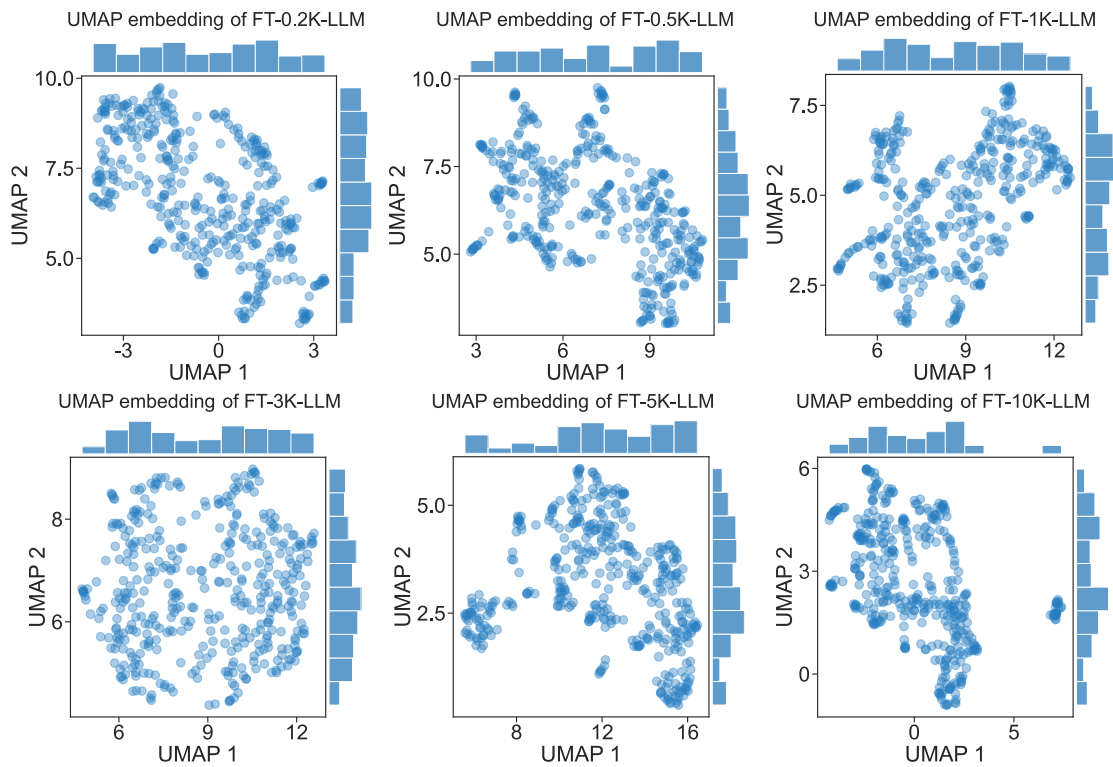 UMAP embedding of FT-0.2K-LLM
10.0
7.5
5.0
UMAP 2
-3 0 3
UMAP 1
UMAP embedding of FT-0.5K-LLM
10.0
7.5
5.0
UMAP 2
3 6 9
UMAP 1
UMAP embedding of FT-1K-LLM
7.5
5.0
2.5
UMAP 2
6 9 12
UMAP 1
UMAP embedding of FT-3K-LLM
8
6
UMAP 2
6 9 12
UMAP 1
UMAP embedding of FT-5K-LLM
5.0
2.5
UMAP 2
8 12 16
UMAP 1
UMAP embedding of FT-10K-LLM
6
3
0
UMAP 2
0 5
UMAP 1